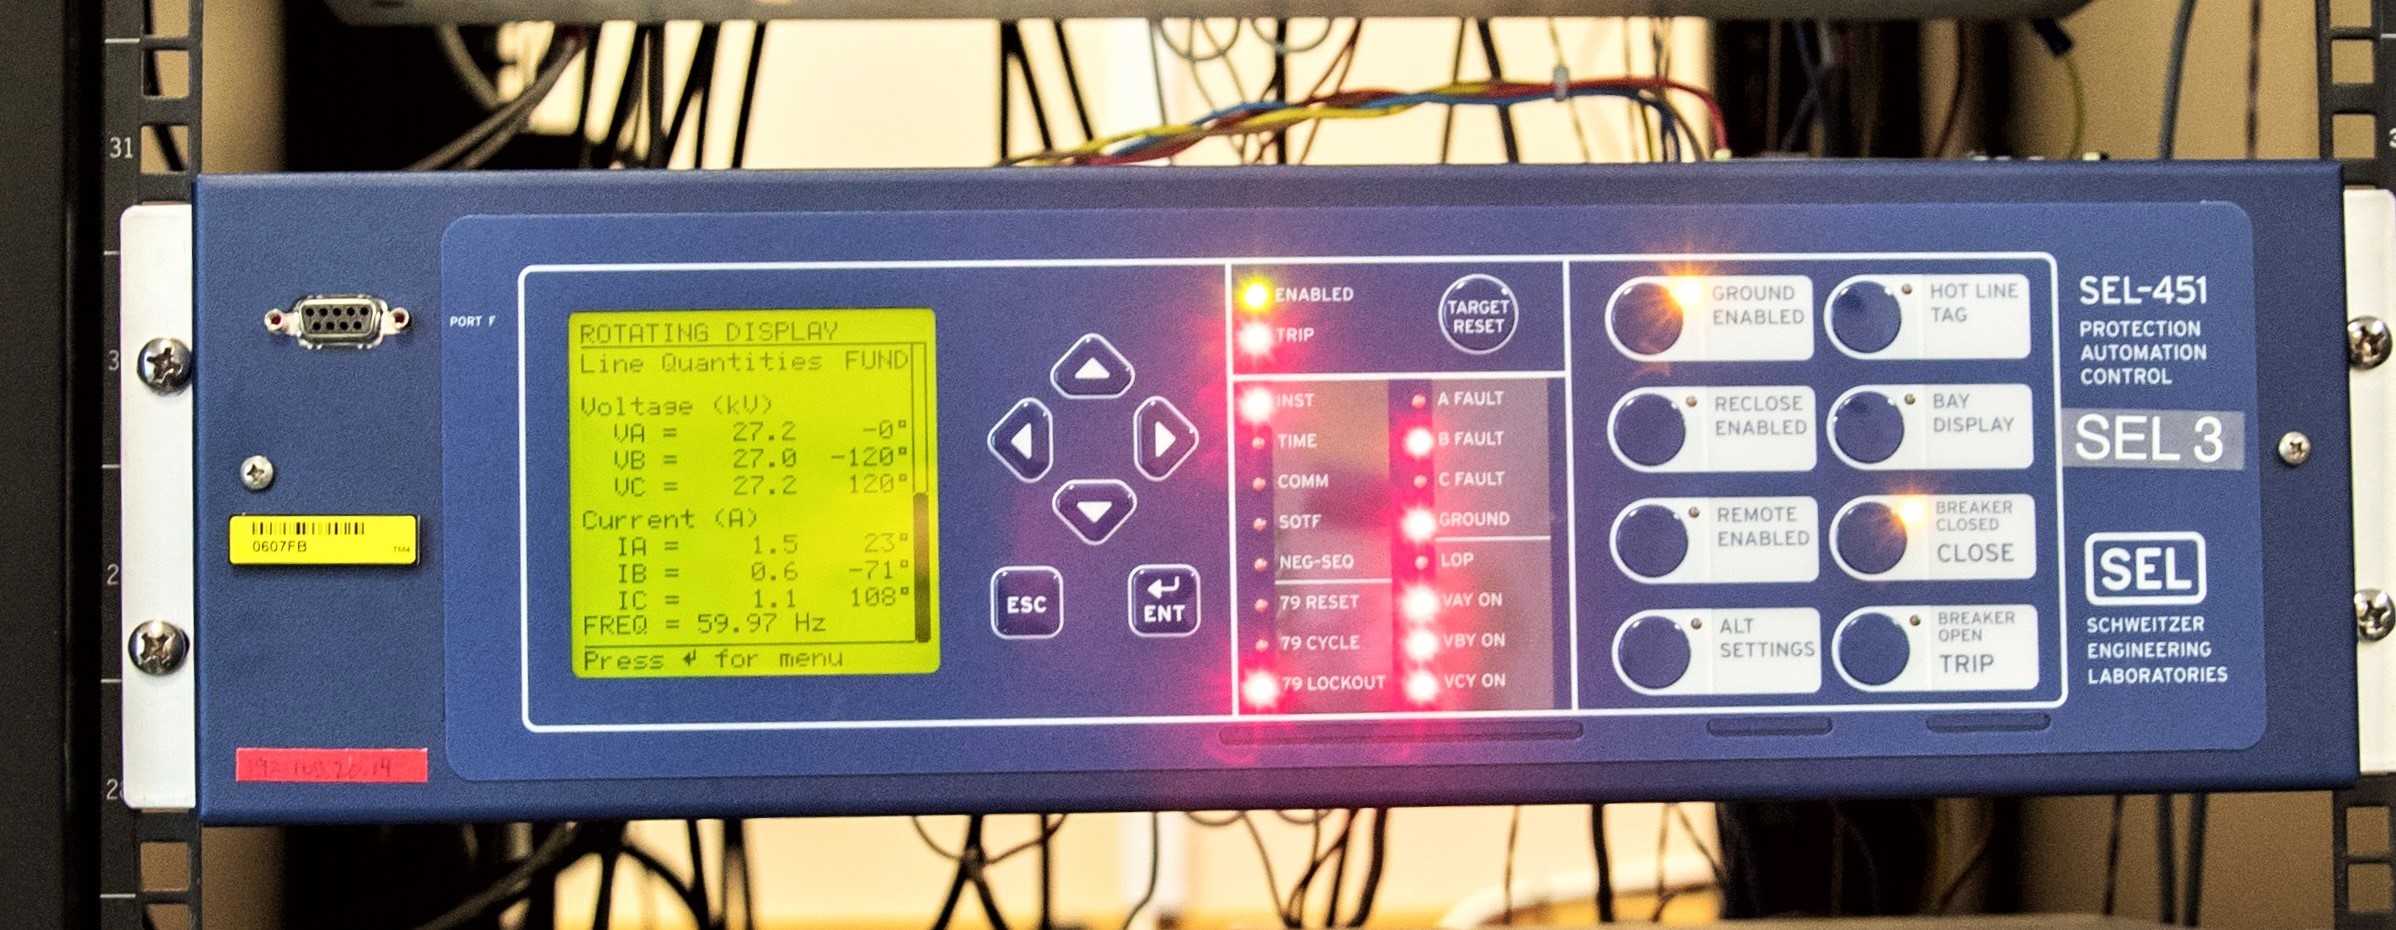 31
3
2
2
PORT F
0607FB
ROTATING DISPLAY
Line Quantities FUND
Voltage (kV)
VA = 27.2 -0°
VB = 27.0 -120°
VC = 27.2 120°
Current (A)
IA = 1.5 23°
IB = 0.6 -71°
IC = 1.1 108°
FREQ = 59.97 Hz
Press ↵ for menu
ESC
ENT
ENABLED
TRIP
TARGET
RESET
INST
TIME
COMM
SOTF
NEG-SEQ
79 RESET
79 CYCLE
79 LOCKOUT
A FAULT
B FAULT
C FAULT
GROUND
LOP
VAY ON
VBY ON
VCY ON
GROUND
ENABLED
HOT LINE
TAG
RECLOSE
ENABLED
BAY
DISPLAY
REMOTE
ENABLED
BREAKER
CLOSED
CLOSE
ALT
SETTINGS
BREAKER
OPEN
TRIP
SEL-451
PROTECTION
AUTOMATION
CONTROL
SEL 3
SEL
SCHWEITZER
ENGINEERING
LABORATORIES